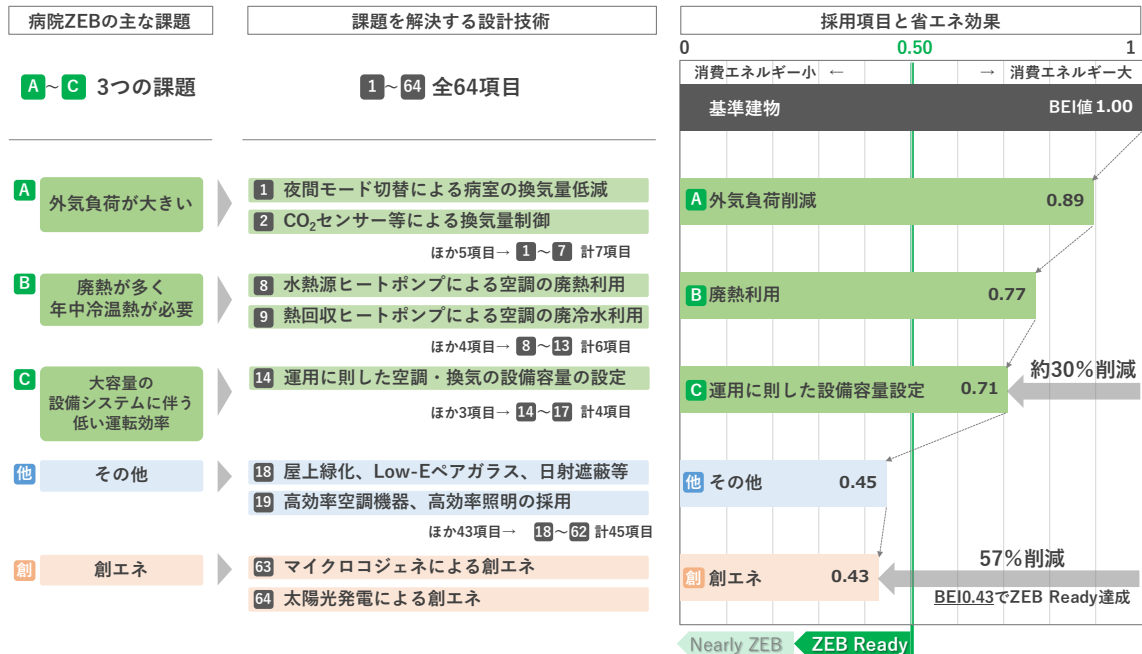 病院ZEBの主な課題
A～C 3つの課題
A
外気負荷が大きい
B
廃熱が多く
年中冷温熱が必要
C
大容量の
設備システムに伴う
低い運転効率
他
その他
創
創エネ
課題を解決する設計技術
1～64 全64項目
1 夜間モード切替による病室の換気量低減
2 CO₂センサー等による換気量制御
ほか5項目→ 1～7 計7項目
8 水熱源ヒートポンプによる空調の廃熱利用
9 熱回収ヒートポンプによる空調の廃冷水利用
ほか4項目→ 8～13 計6項目
14 運用に則した空調・換気の設備容量の設定
ほか3項目→ 14～17 計4項目
18 屋上緑化、Low-Eペアガラス、日射遮蔽等
19 高効率空調機器、高効率照明の採用
ほか43項目→ 18～62 計45項目
63 マイクロコジェネによる創エネ
64 太陽光発電による創エネ
採用項目と省エネ効果
0 0.50 1
消費エネルギー小 ← → 消費エネルギー大
基準建物 BEI値1.00
A 外気負荷削減 0.89
B 廃熱利用 0.77
C 運用に則した設備容量設定 0.71
約30%削減
他 その他 0.45
創 創エネ 0.43
57%削減
BEI0.43でZEB Ready達成
Nearly ZEB ZEB Ready